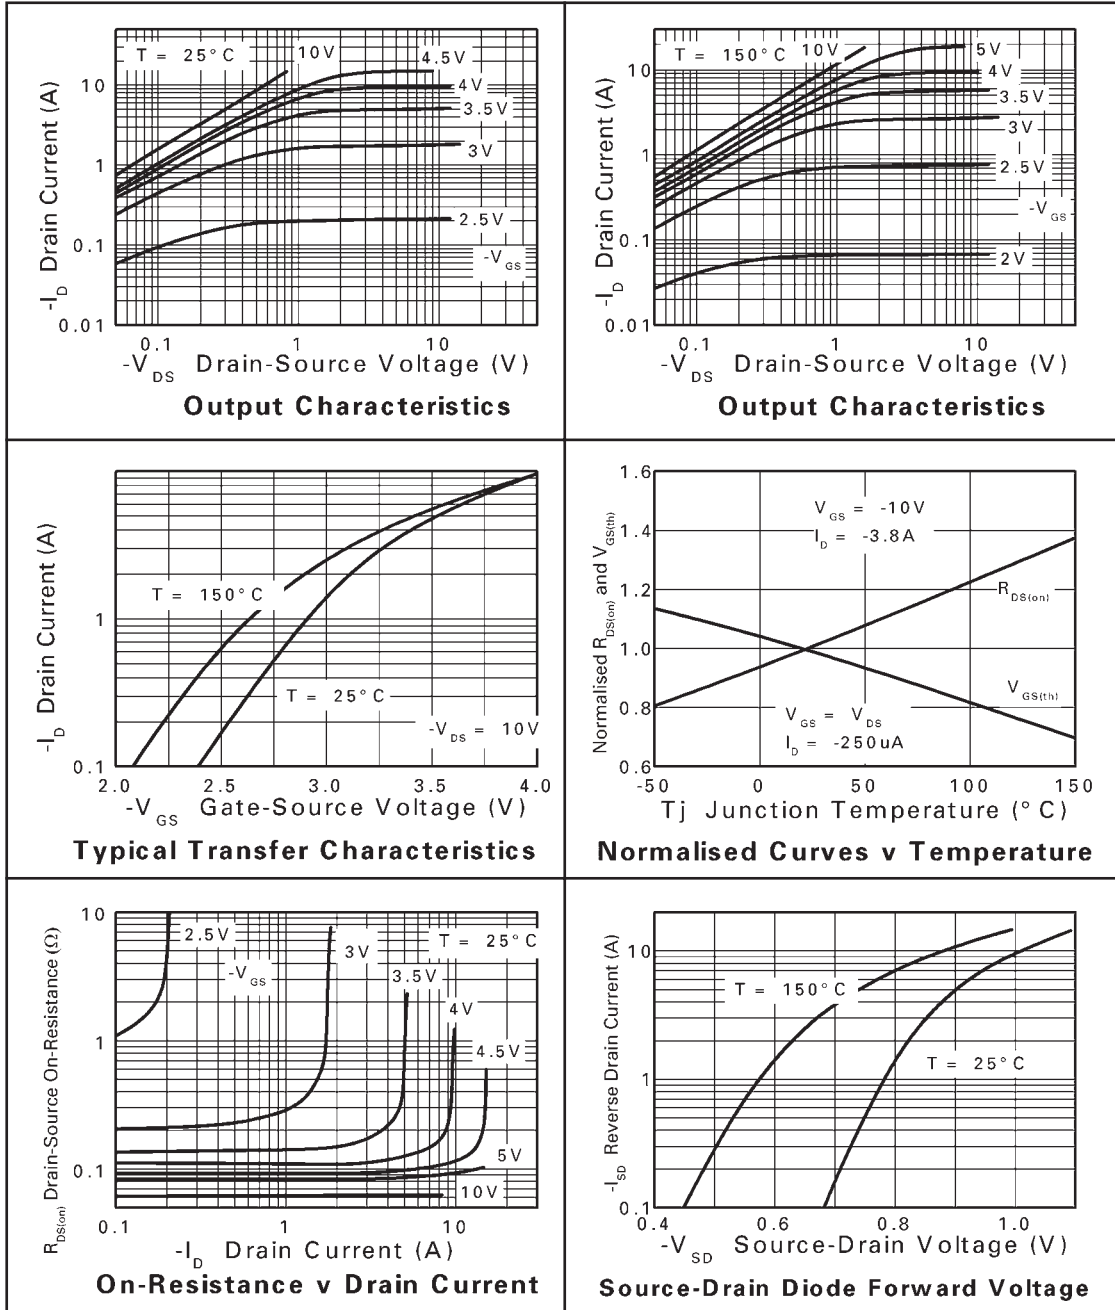 T = 25°C
10V
4.5V
4V
3.5V
3V
2.5V
-VGS
10
1
0.1
0.01
-ID Drain Current (A)
0.1
1
10
-VDS Drain-Source Voltage (V)
Output Characteristics
T = 150°C
10V
5V
4V
3.5V
3V
2.5V
-VGS
2V
10
1
0.1
0.01
-ID Drain Current (A)
0.1
1
10
-VDS Drain-Source Voltage (V)
Output Characteristics
T = 150°C
T = 25°C
-VDS = 10V
1
0.1
-ID Drain Current (A)
2.0
2.5
3.0
3.5
4.0
-VGS Gate-Source Voltage (V)
Typical Transfer Characteristics
1.6
1.4
1.2
1.0
0.8
0.6
Normalised RDS(on) and VGS(th)
VGS = -10V
ID = -3.8A
RDS(on)
VGS(th)
VGS = VDS
ID = -250uA
-50
0
50
100
150
Tj Junction Temperature (°C)
Normalised Curves v Temperature
10
1
0.1
RDS(on) Drain-Source On-Resistance (Ω)
2.5V
-VGS
3V
T = 25°C
3.5V
4V
4.5V
5V
10V
0.1
1
10
-ID Drain Current (A)
On-Resistance v Drain Current
10
1
0.1
-ISD Reverse Drain Current (A)
T = 150°C
T = 25°C
0.4
0.6
0.8
1.0
-VSD Source-Drain Voltage (V)
Source-Drain Diode Forward Voltage